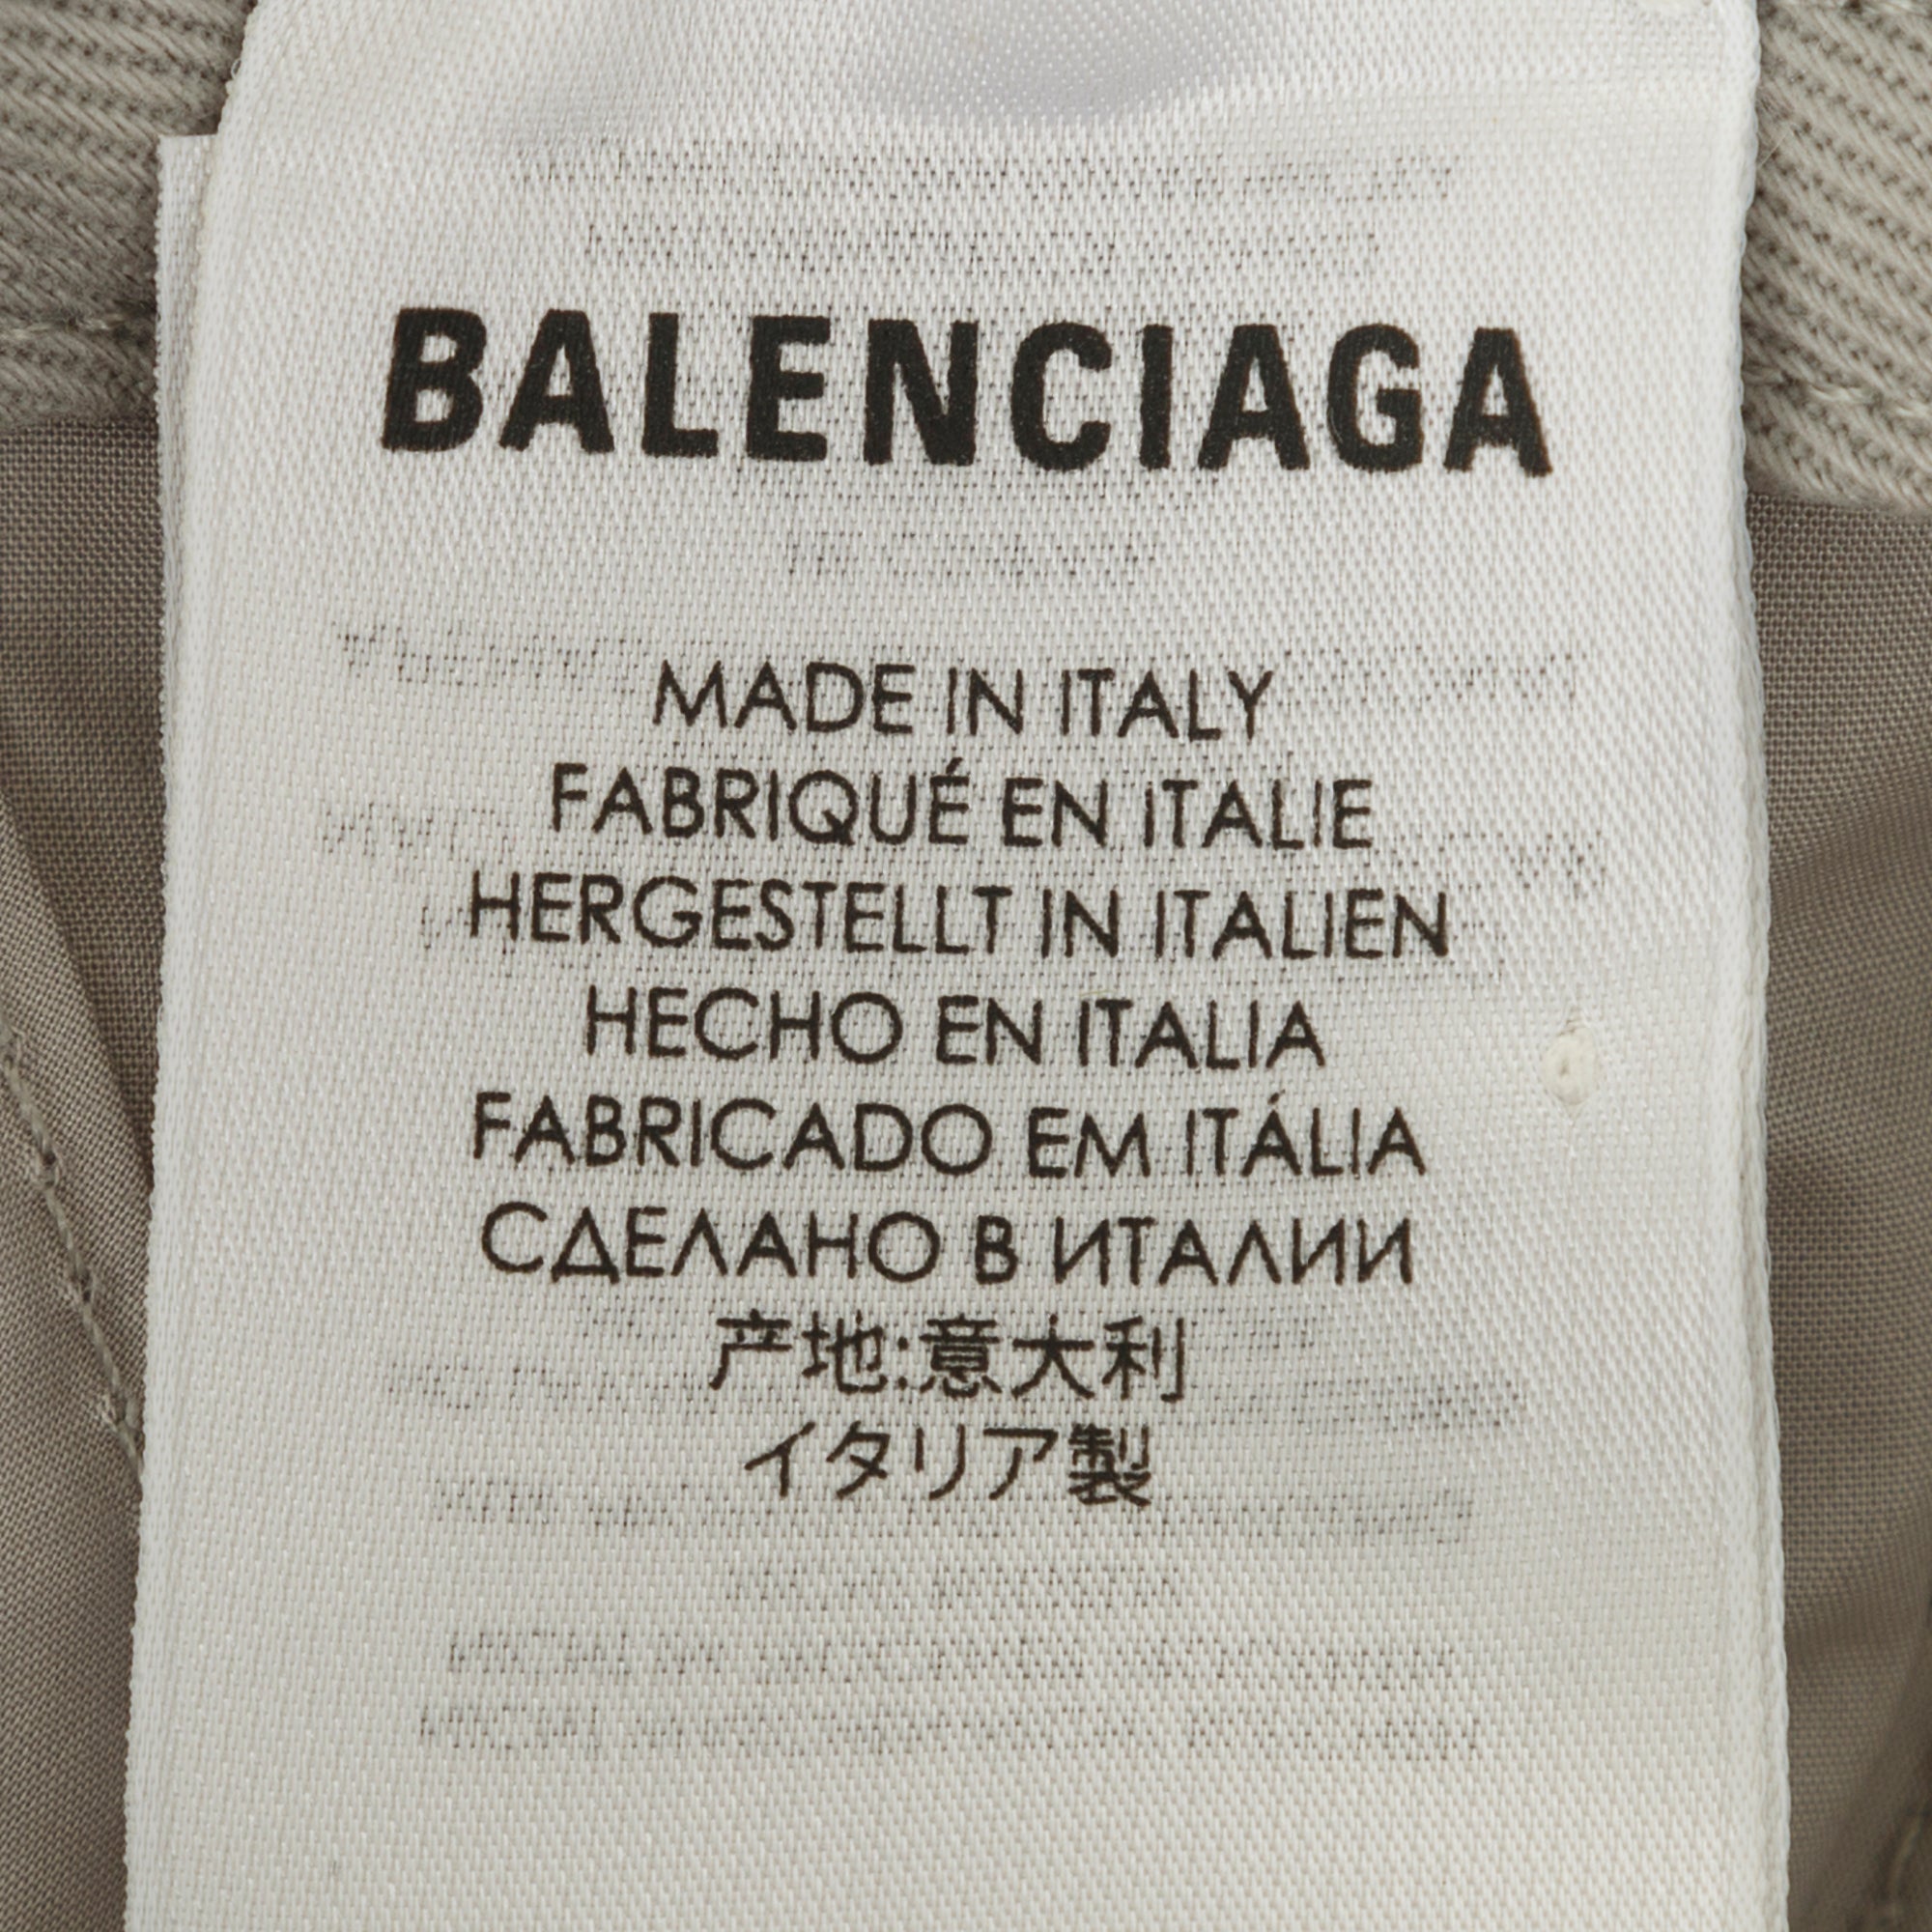 BALENCIAGA
MADE IN ITALY
FABRIQUÉ EN ITALIE
HERGESTELLT IN ITALIEN
HECHO EN ITALIA
FABRICADO EM ITÁLIA
СДЕЛАНО В ИТАЛИИ
产地:意大利
イタリア製